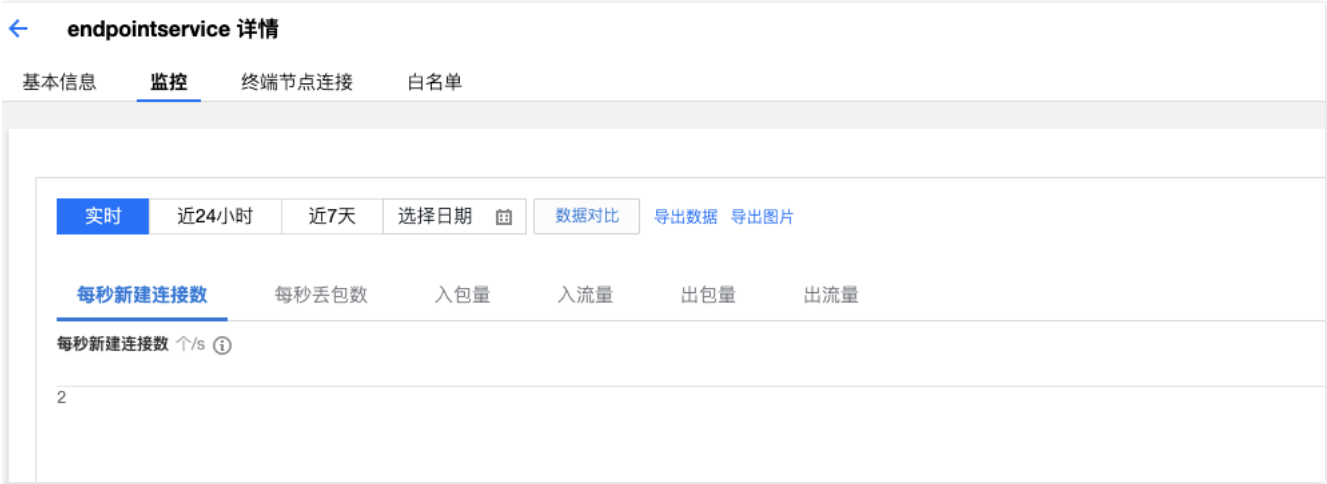 endpointservice 详情
基本信息 监控 终端节点连接 白名单
实时 近24小时 近7天 选择日期 数据对比 导出数据 导出图片
每秒新建连接数 每秒丢包数 入包量 入流量 出包量 出流量
每秒新建连接数 个/s
2